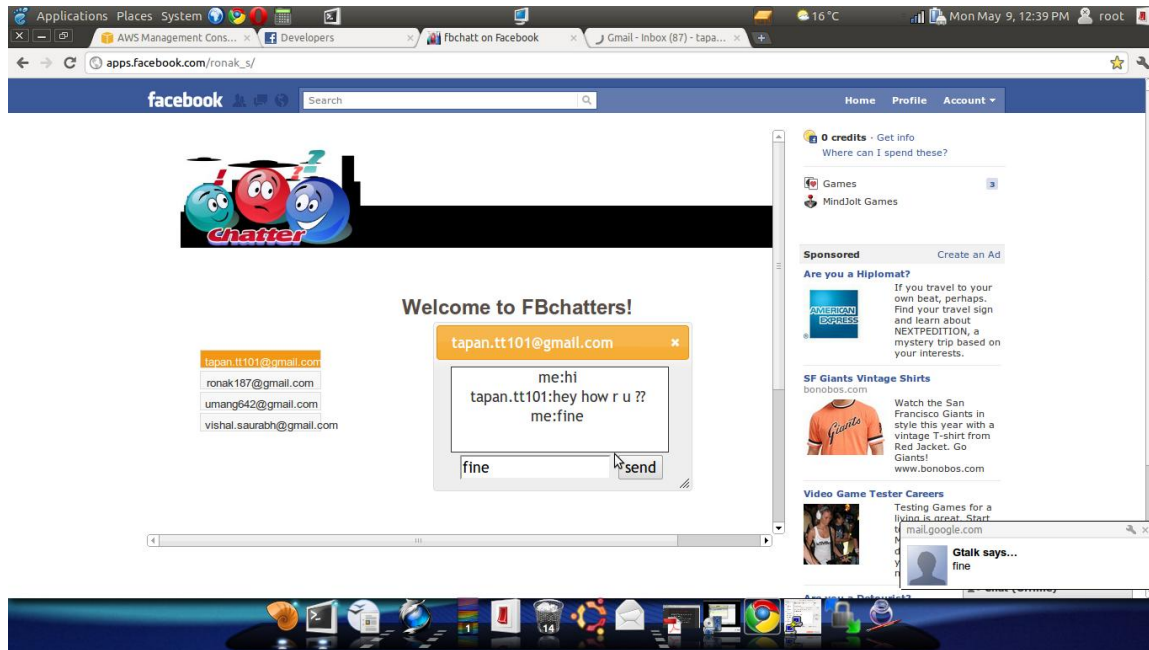 Applications Places System 16 °C Mon May 9, 12:39 PM root
AWS Management Cons... Developers fbchatt on Facebook Gmail - Inbox (87) - tapa...
apps.facebook.com/ronak_s/
facebook Search Home Profile Account
0 credits · Get info
Where can I spend these?
Games 3
MindJolt Games
Chatter
Sponsored Create an Ad
Are you a Hiplomat?
AMERICAN EXPRESS
If you travel to your
own beat, perhaps.
Find your travel sign
and learn about
NEXTPEDITION, a
mystery trip based on
your interests.
Welcome to FBchatters!
tapan.tt101@gmail.com
ronak187@gmail.com
umang642@gmail.com
vishal.saurabh@gmail.com
tapan.tt101@gmail.com ×
me:hi
tapan.tt101:hey how r u ??
me:fine
fine send
SF Giants Vintage Shirts
bonobos.com
Giants
Watch the San
Francisco Giants in
style this year with a
vintage T-shirt from
Red Jacket. Go
Giants!
www.bonobos.com
Video Game Tester Careers
Testing Games for a
living is great. Start
mail.google.com
Gtalk says...
fine
1
14